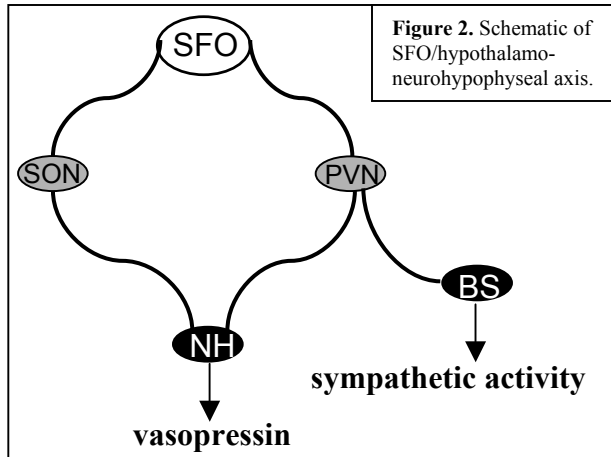 SFO
Figure 2. Schematic of
SFO/hypothalamo-
neurohypophyseal axis.
SON
PVN
BS
NH
sympathetic activity
vasopressin